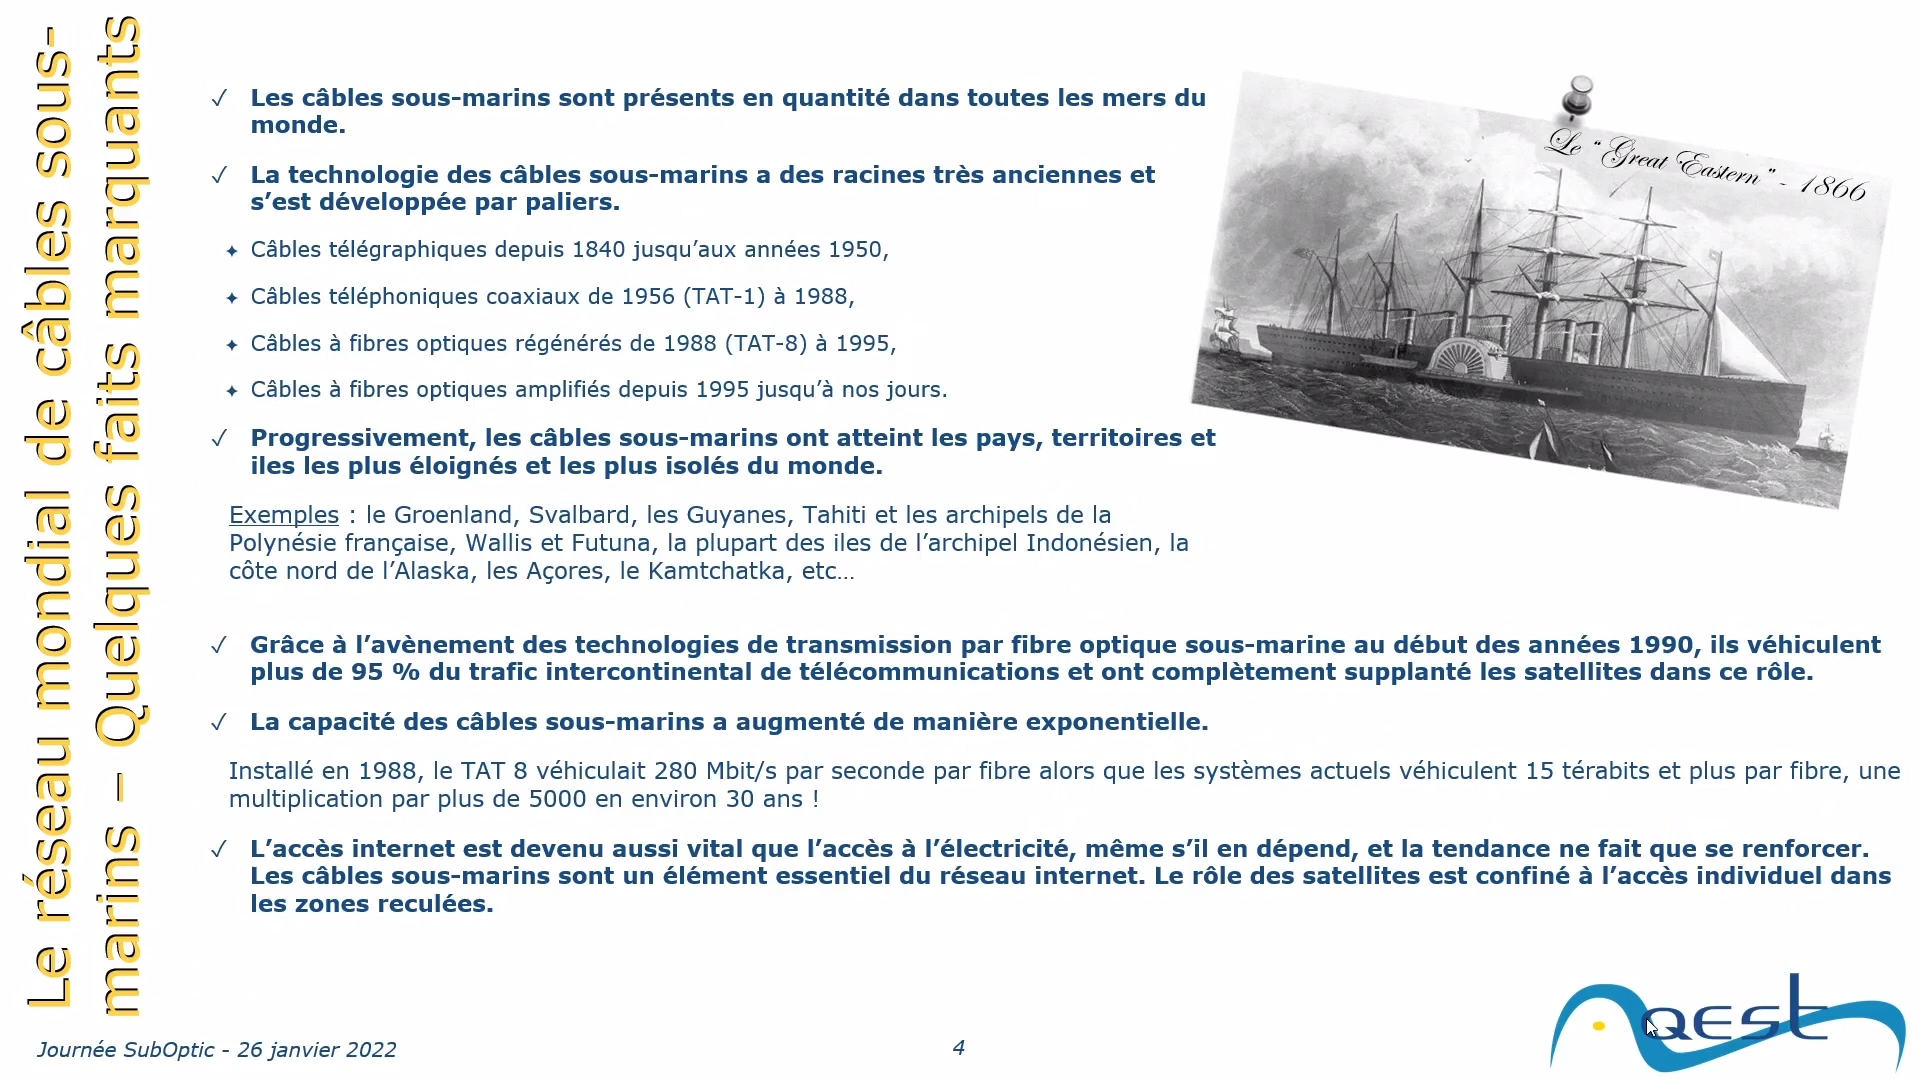 Le réseau mondial de câbles sous-
marins – Quelques faits marquants
✓ Les câbles sous-marins sont présents en quantité dans toutes les mers du
monde.
✓ La technologie des câbles sous-marins a des racines très anciennes et
s’est développée par paliers.
✦ Câbles télégraphiques depuis 1840 jusqu’aux années 1950,
✦ Câbles téléphoniques coaxiaux de 1956 (TAT-1) à 1988,
✦ Câbles à fibres optiques régénérés de 1988 (TAT-8) à 1995,
✦ Câbles à fibres optiques amplifiés depuis 1995 jusqu’à nos jours.
✓ Progressivement, les câbles sous-marins ont atteint les pays, territoires et
iles les plus éloignés et les plus isolés du monde.
Exemples : le Groenland, Svalbard, les Guyanes, Tahiti et les archipels de la
Polynésie française, Wallis et Futuna, la plupart des iles de l’archipel Indonésien, la
côte nord de l’Alaska, les Açores, le Kamtchatka, etc…
Le “Great Eastern” - 1866
✓ Grâce à l’avènement des technologies de transmission par fibre optique sous-marine au début des années 1990, ils véhiculent
plus de 95 % du trafic intercontinental de télécommunications et ont complètement supplanté les satellites dans ce rôle.
✓ La capacité des câbles sous-marins a augmenté de manière exponentielle.
Installé en 1988, le TAT 8 véhiculait 280 Mbit/s par seconde par fibre alors que les systèmes actuels véhiculent 15 térabits et plus par fibre, une
multiplication par plus de 5000 en environ 30 ans !
✓ L’accès internet est devenu aussi vital que l’accès à l’électricité, même s’il en dépend, et la tendance ne fait que se renforcer.
Les câbles sous-marins sont un élément essentiel du réseau internet. Le rôle des satellites est confiné à l’accès individuel dans
les zones reculées.
Journée SubOptic - 26 janvier 2022
4
QEST